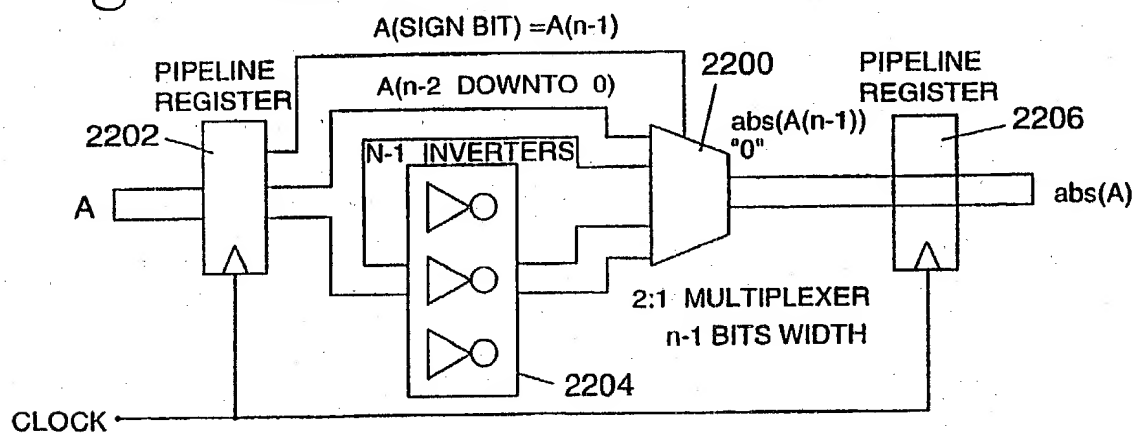 A(SIGN BIT) =A(n-1)
PIPELINE
REGISTER
2202
A(n-2 DOWNTO 0)
2200
PIPELINE
REGISTER
2206
abs(A(n-1))
"0"
N-1 INVERTERS
A
abs(A)
2:1 MULTIPLEXER
n-1 BITS WIDTH
2204
CLOCK